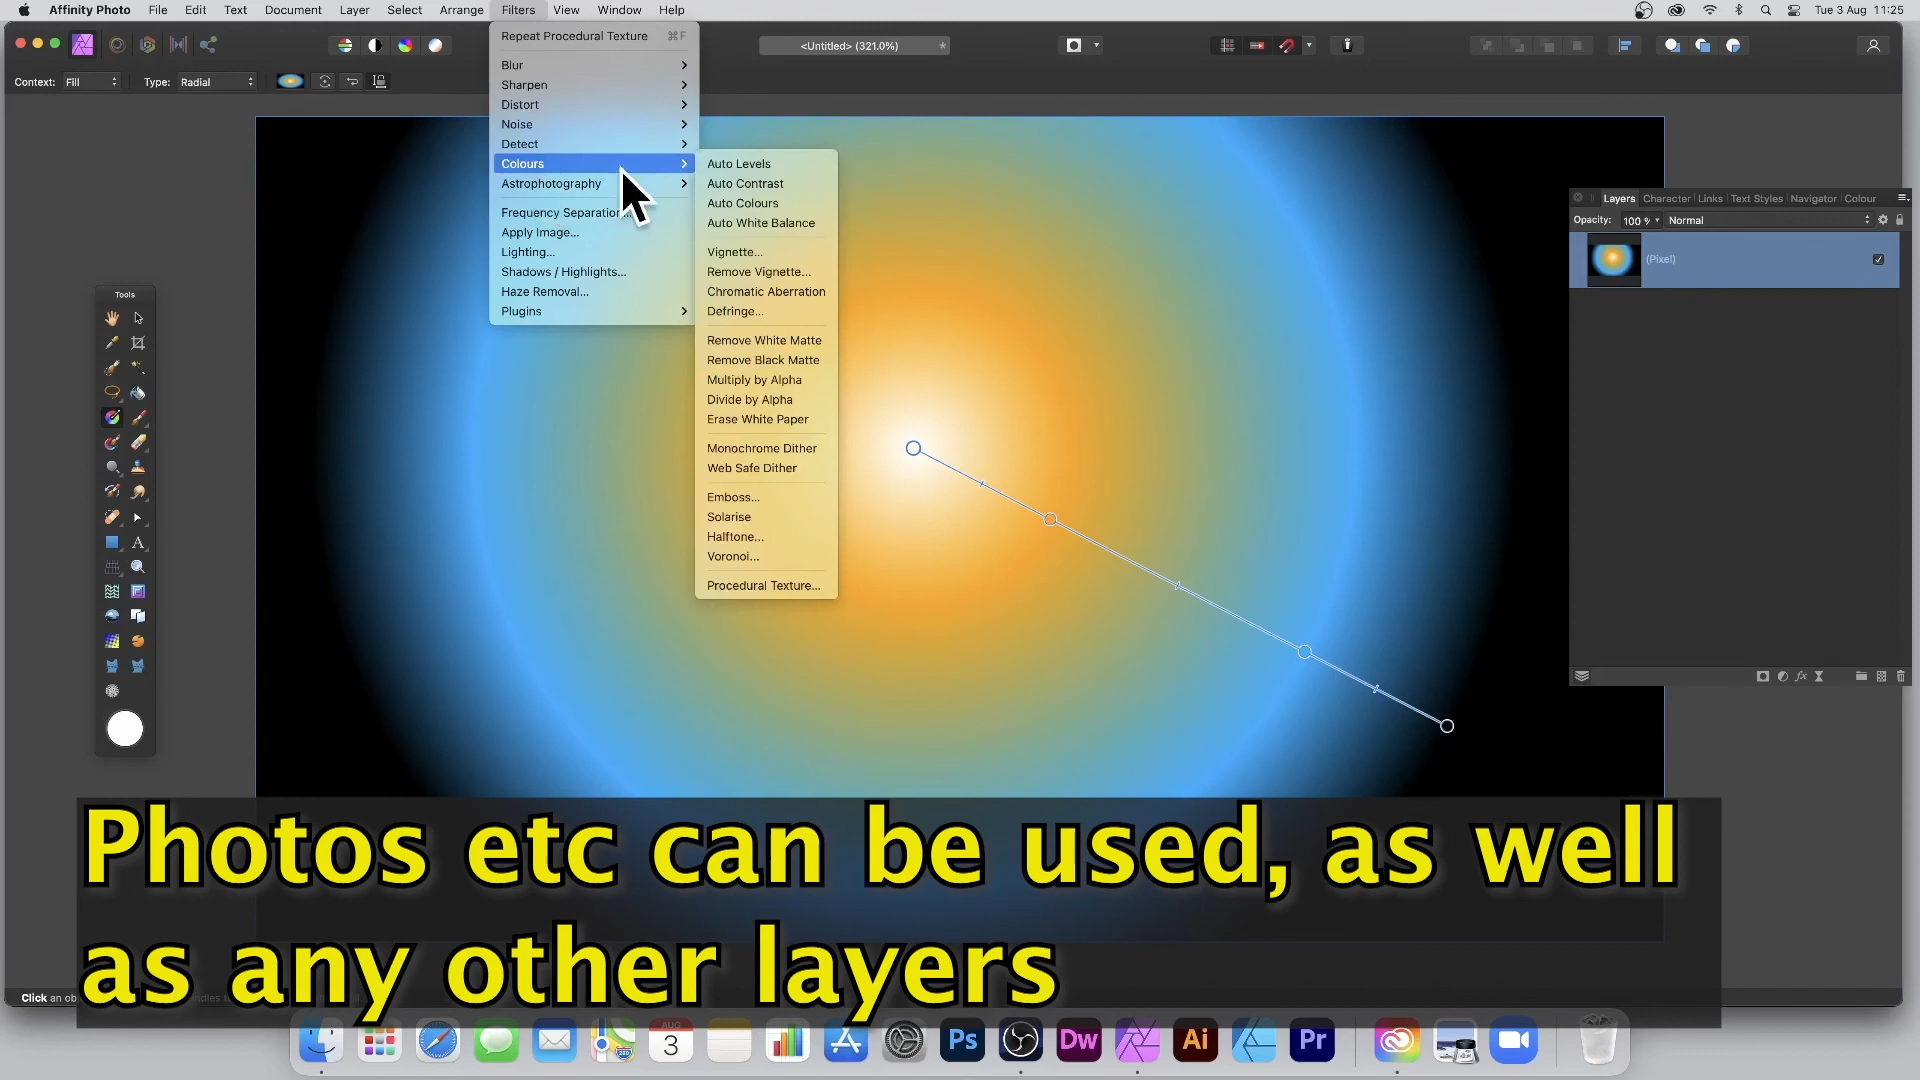 Affinity Photo File Edit Text Document Layer Select Arrange Filters View Window Help Tue 3 Aug 11:25
<Untitled> (321.0%)
Context: Fill Type: Radial
Repeat Procedural Texture ⌘F
Blur
Sharpen
Distort
Noise
Detect
Colours
Astrophotography
Frequency Separation
Apply Image...
Lighting...
Shadows / Highlights...
Haze Removal...
Plugins
Auto Levels
Auto Contrast
Auto Colours
Auto White Balance
Vignette...
Remove Vignette...
Chromatic Aberration
Defringe...
Remove White Matte
Remove Black Matte
Multiply by Alpha
Divide by Alpha
Erase White Paper
Monochrome Dither
Web Safe Dither
Emboss...
Solarise
Halftone...
Voronoi...
Procedural Texture...
Layers Character Links Text Styles Navigator Colour
Opacity: 100 % Normal
(Pixel)
Tools
Photos etc can be used, as well
as any other layers
Click an ob
AUG
3
280
Ps Dw Ai Pr